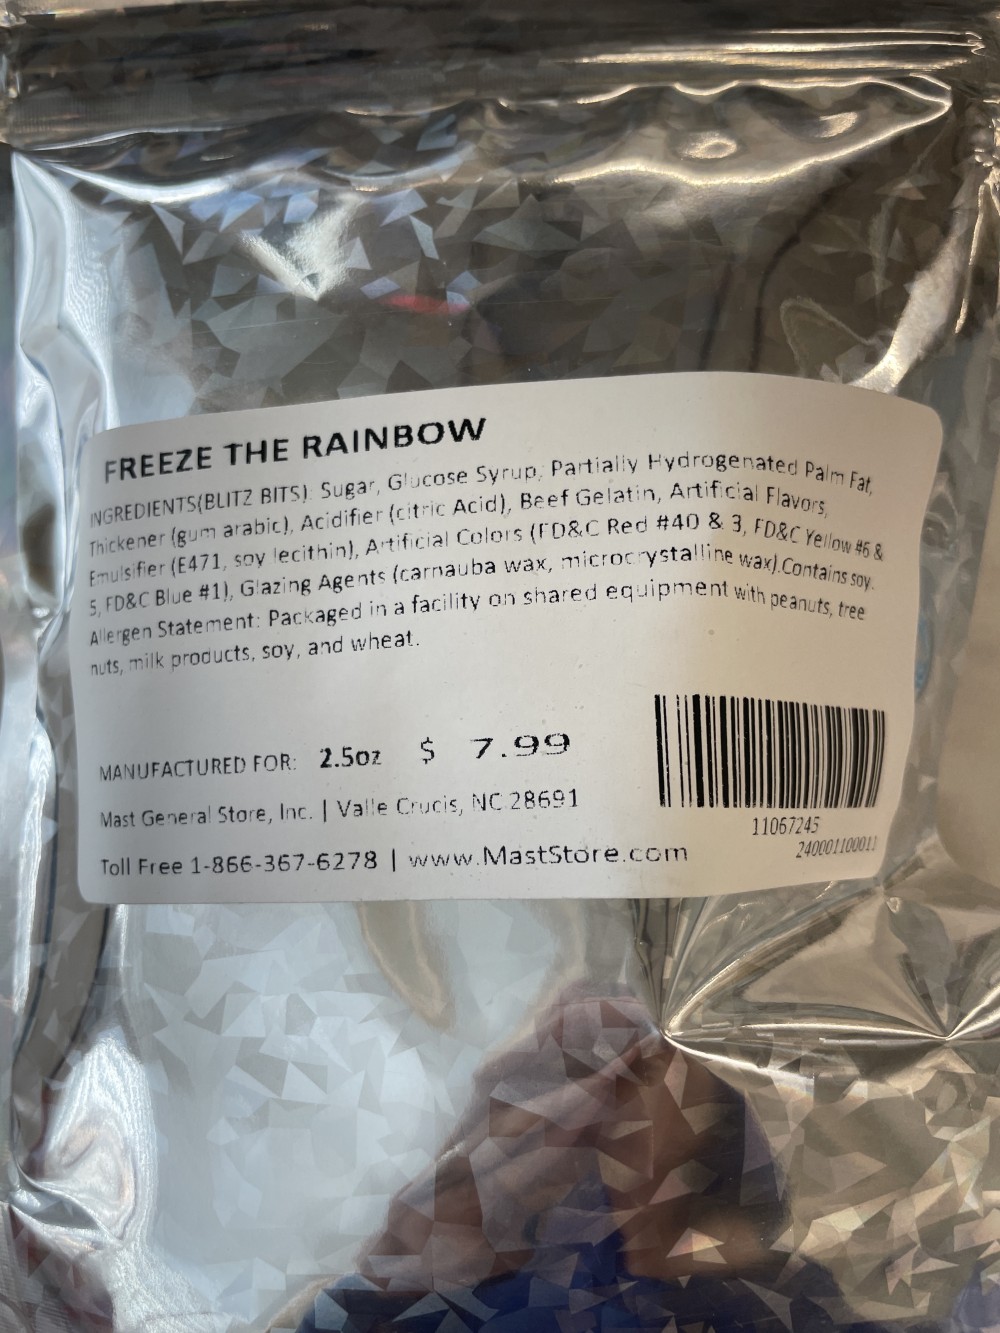 FREEZE THE RAINBOW
INGREDIENTS(BLITZ BITS): Sugar, Glucose Syrup, Partially Hydrogenated Palm Fat,
Thickener (gum arabic), Acidifier (citric Acid), Beef Gelatin, Artificial Flavors,
Emulsifier (E471, soy lecithin), Artificial Colors (FD&C Red #40 & 3, FD&C Yellow #6 &
5, FD&C Blue #1), Glazing Agents (carnauba wax, microcrystalline wax).Contains soy.
Allergen Statement: Packaged in a facility on shared equipment with peanuts, tree
nuts, milk products, soy, and wheat.
MANUFACTURED FOR: 2.5oz $ 7.99
Mast General Store, Inc. | Valle Crucis, NC 28691
Toll Free 1-866-367-6278 | www.MastStore.com
11067245
240001100011